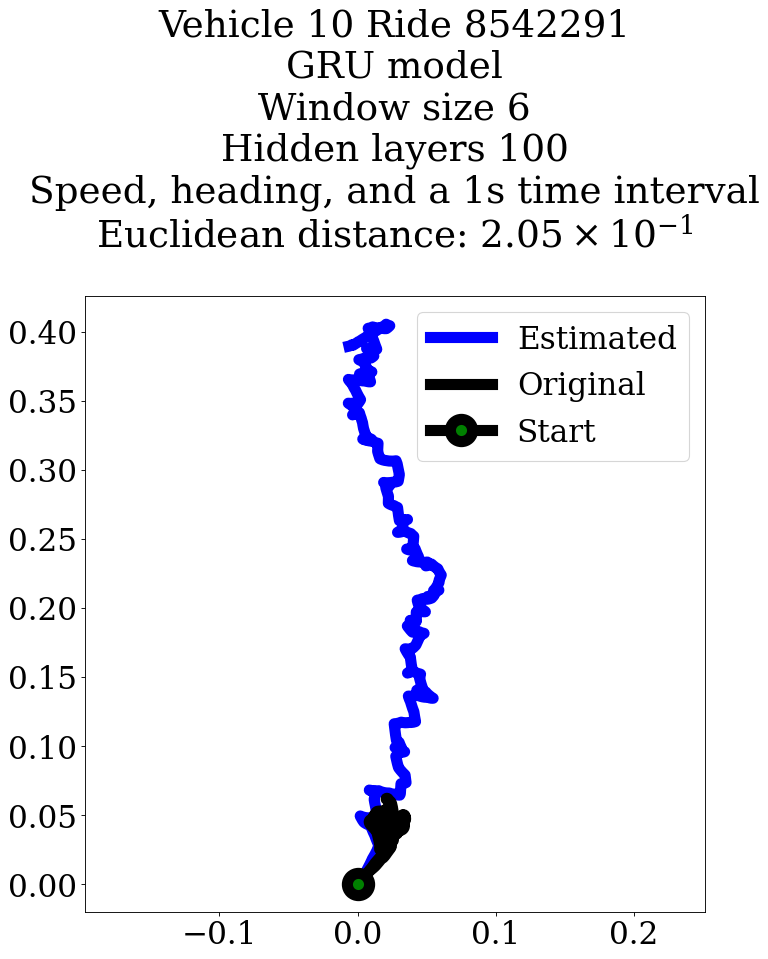 Vehicle 10 Ride 8542291
GRU model
Window size 6
Hidden layers 100
Speed, heading, and a 1s time interval
Euclidean distance: 2.05 × 10⁻¹
Estimated
Original
Start
0.40
0.35
0.30
0.25
0.20
0.15
0.10
0.05
0.00
−0.1 0.0 0.1 0.2